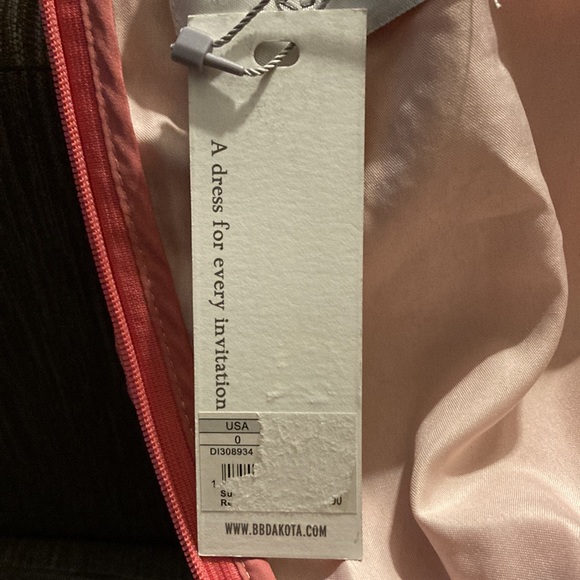 A dress for every invitation
USA
0
DI308934
WWW.BBDAKOTA.COM